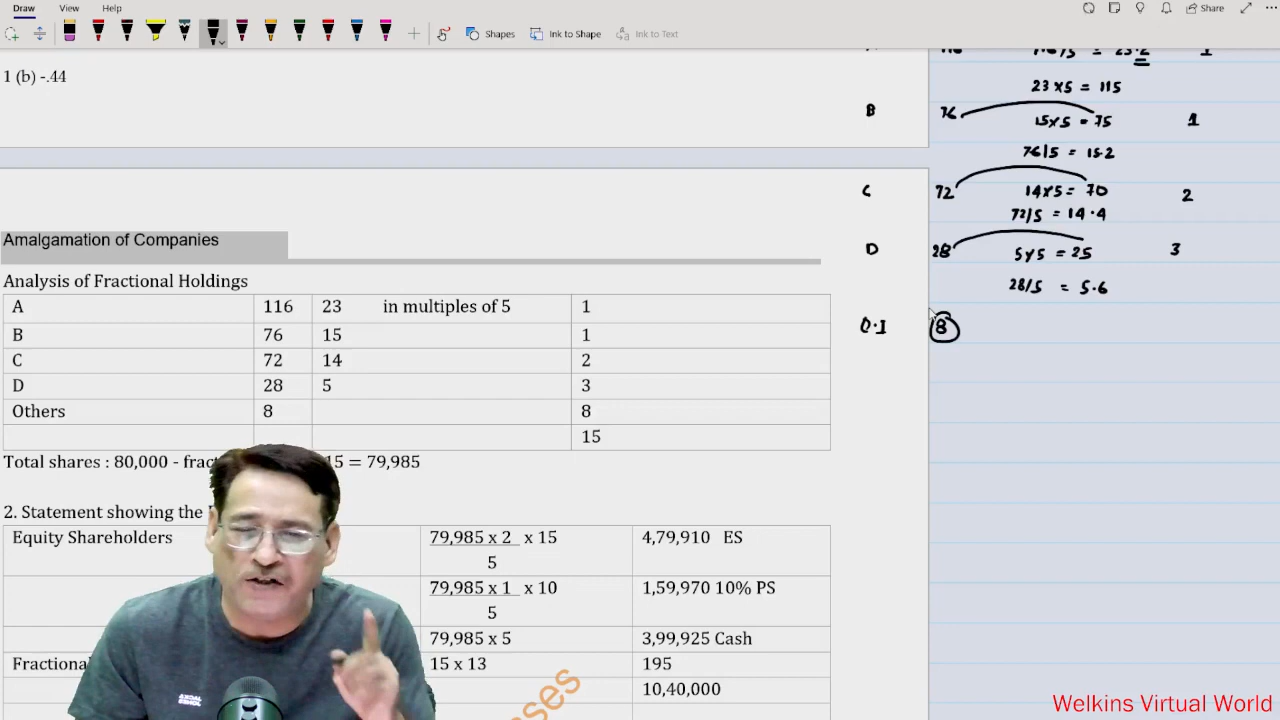 Draw View Help
Shapes Ink to Shape Ink to Text Share
1 (b) -.44
Amalgamation of Companies
Analysis of Fractional Holdings
A 116 23 in multiples of 5 1
B 76 15 1
C 72 14 2
D 28 5 3
Others 8 8
15
Total shares : 80,000 - 15 = 79,985
2. Statement showing the
Equity Shareholders 79,985 x 2 x 15 4,79,910 ES
5
79,985 x 1 x 10 1,59,970 10% PS
5
79,985 x 5 3,99,925 Cash
Fractional 15 x 13 195
10,40,000
116/5 = 23.2 1
23 x 5 = 115
B 76 15x5 = 75 1
76/5 = 15.2
C 72 14x5 = 70 2
72/5 = 14.4
D 28 5x5 = 25 3
28/5 = 5.6
8
Welkins Virtual World